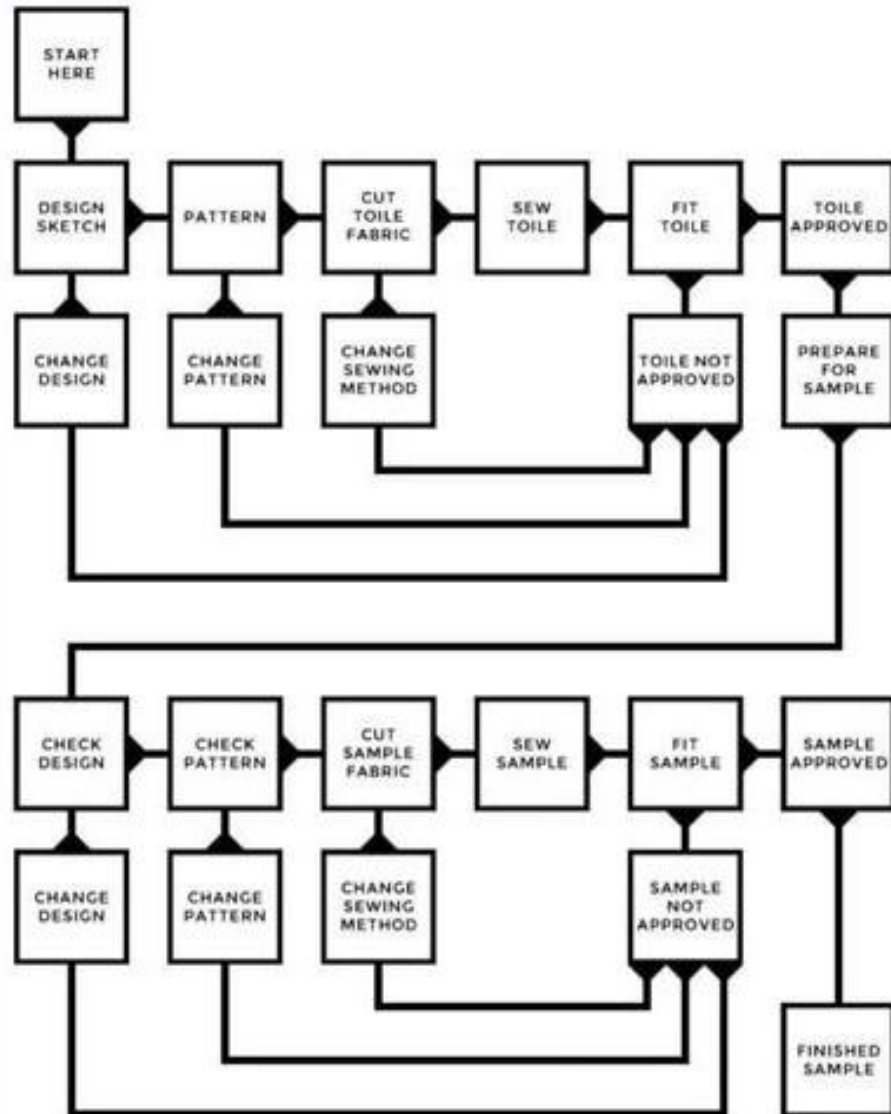 START
HERE
DESIGN
SKETCH
PATTERN
CUT
TOILE
FABRIC
SEW
TOILE
FIT
TOILE
TOILE
APPROVED
CHANGE
DESIGN
CHANGE
PATTERN
CHANGE
SEWING
METHOD
TOILE NOT
APPROVED
PREPARE
FOR
SAMPLE
CHECK
DESIGN
CHECK
PATTERN
CUT
SAMPLE
FABRIC
SEW
SAMPLE
FIT
SAMPLE
SAMPLE
APPROVED
CHANGE
DESIGN
CHANGE
PATTERN
CHANGE
SEWING
METHOD
SAMPLE
NOT
APPROVED
FINISHED
SAMPLE